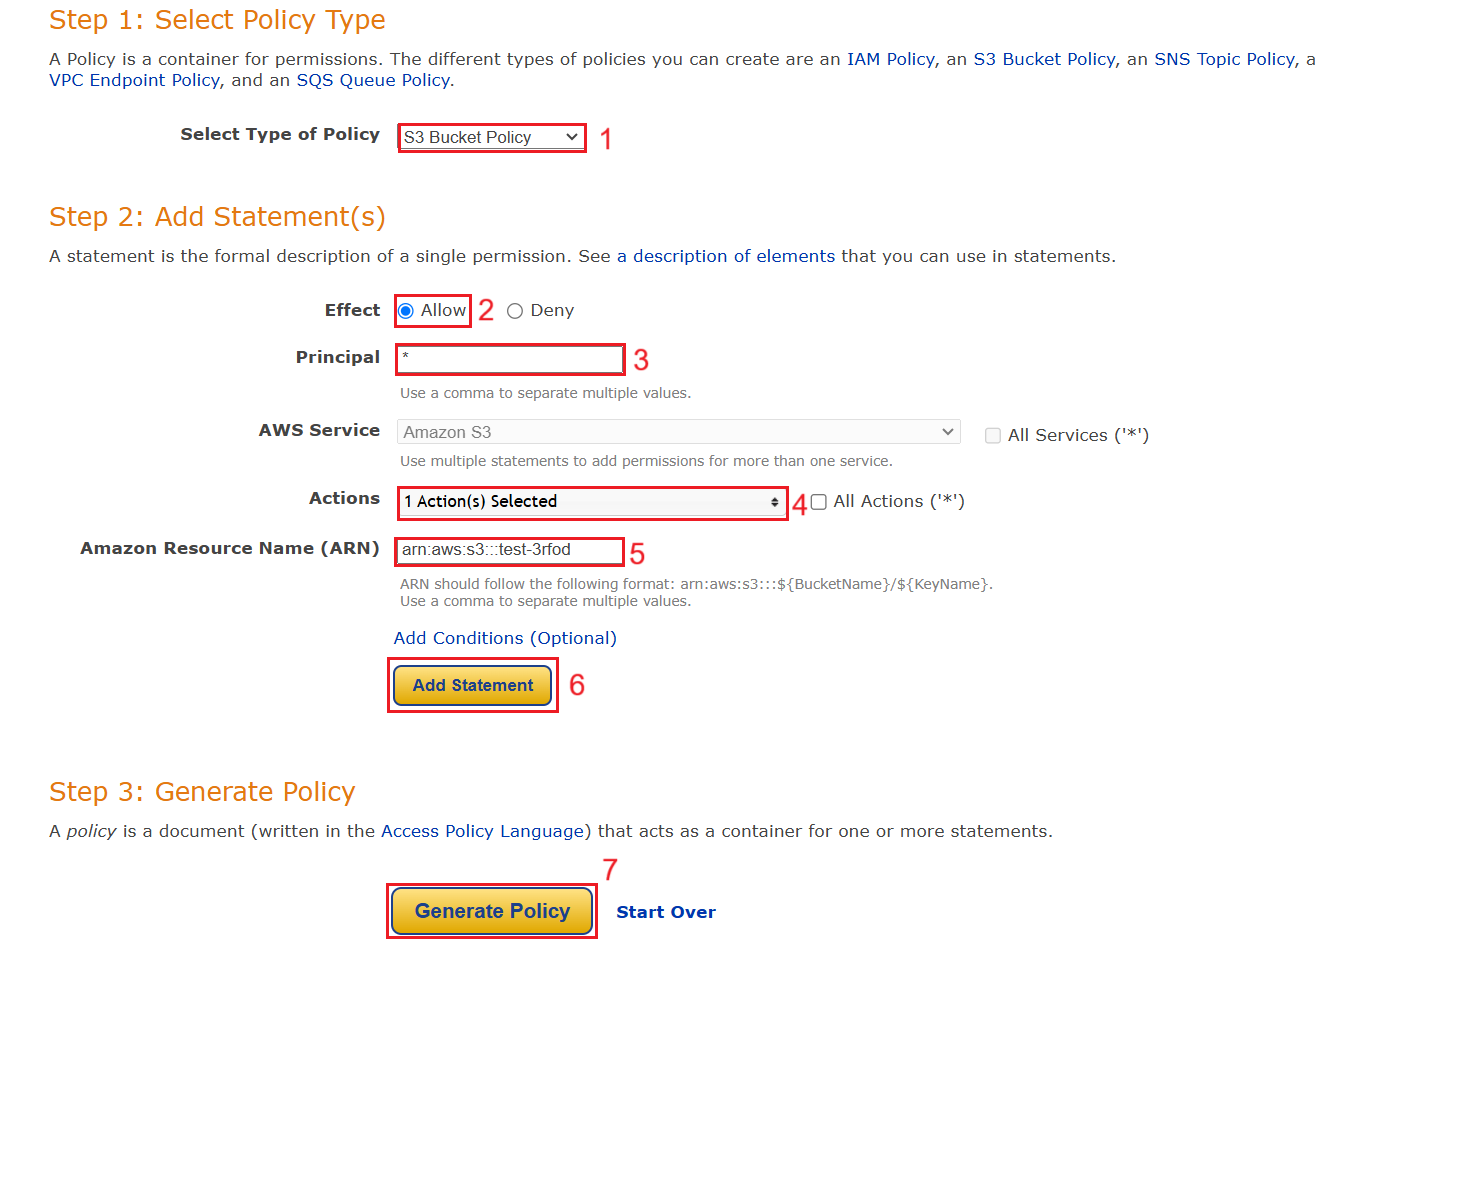 Step 1: Select Policy Type
A Policy is a container for permissions. The different types of policies you can create are an IAM Policy, an S3 Bucket Policy, an SNS Topic Policy, a
VPC Endpoint Policy, and an SQS Queue Policy.
Select Type of Policy S3 Bucket Policy 1
Step 2: Add Statement(s)
A statement is the formal description of a single permission. See a description of elements that you can use in statements.
Effect Allow 2 Deny
Principal * 3
Use a comma to separate multiple values.
AWS Service Amazon S3 All Services ('*')
Use multiple statements to add permissions for more than one service.
Actions 1 Action(s) Selected 4 All Actions ('*')
Amazon Resource Name (ARN) arn:aws:s3:::test-3rfod 5
ARN should follow the following format: arn:aws:s3:::${BucketName}/${KeyName}.
Use a comma to separate multiple values.
Add Conditions (Optional)
Add Statement 6
Step 3: Generate Policy
A policy is a document (written in the Access Policy Language) that acts as a container for one or more statements.
7
Generate Policy Start Over